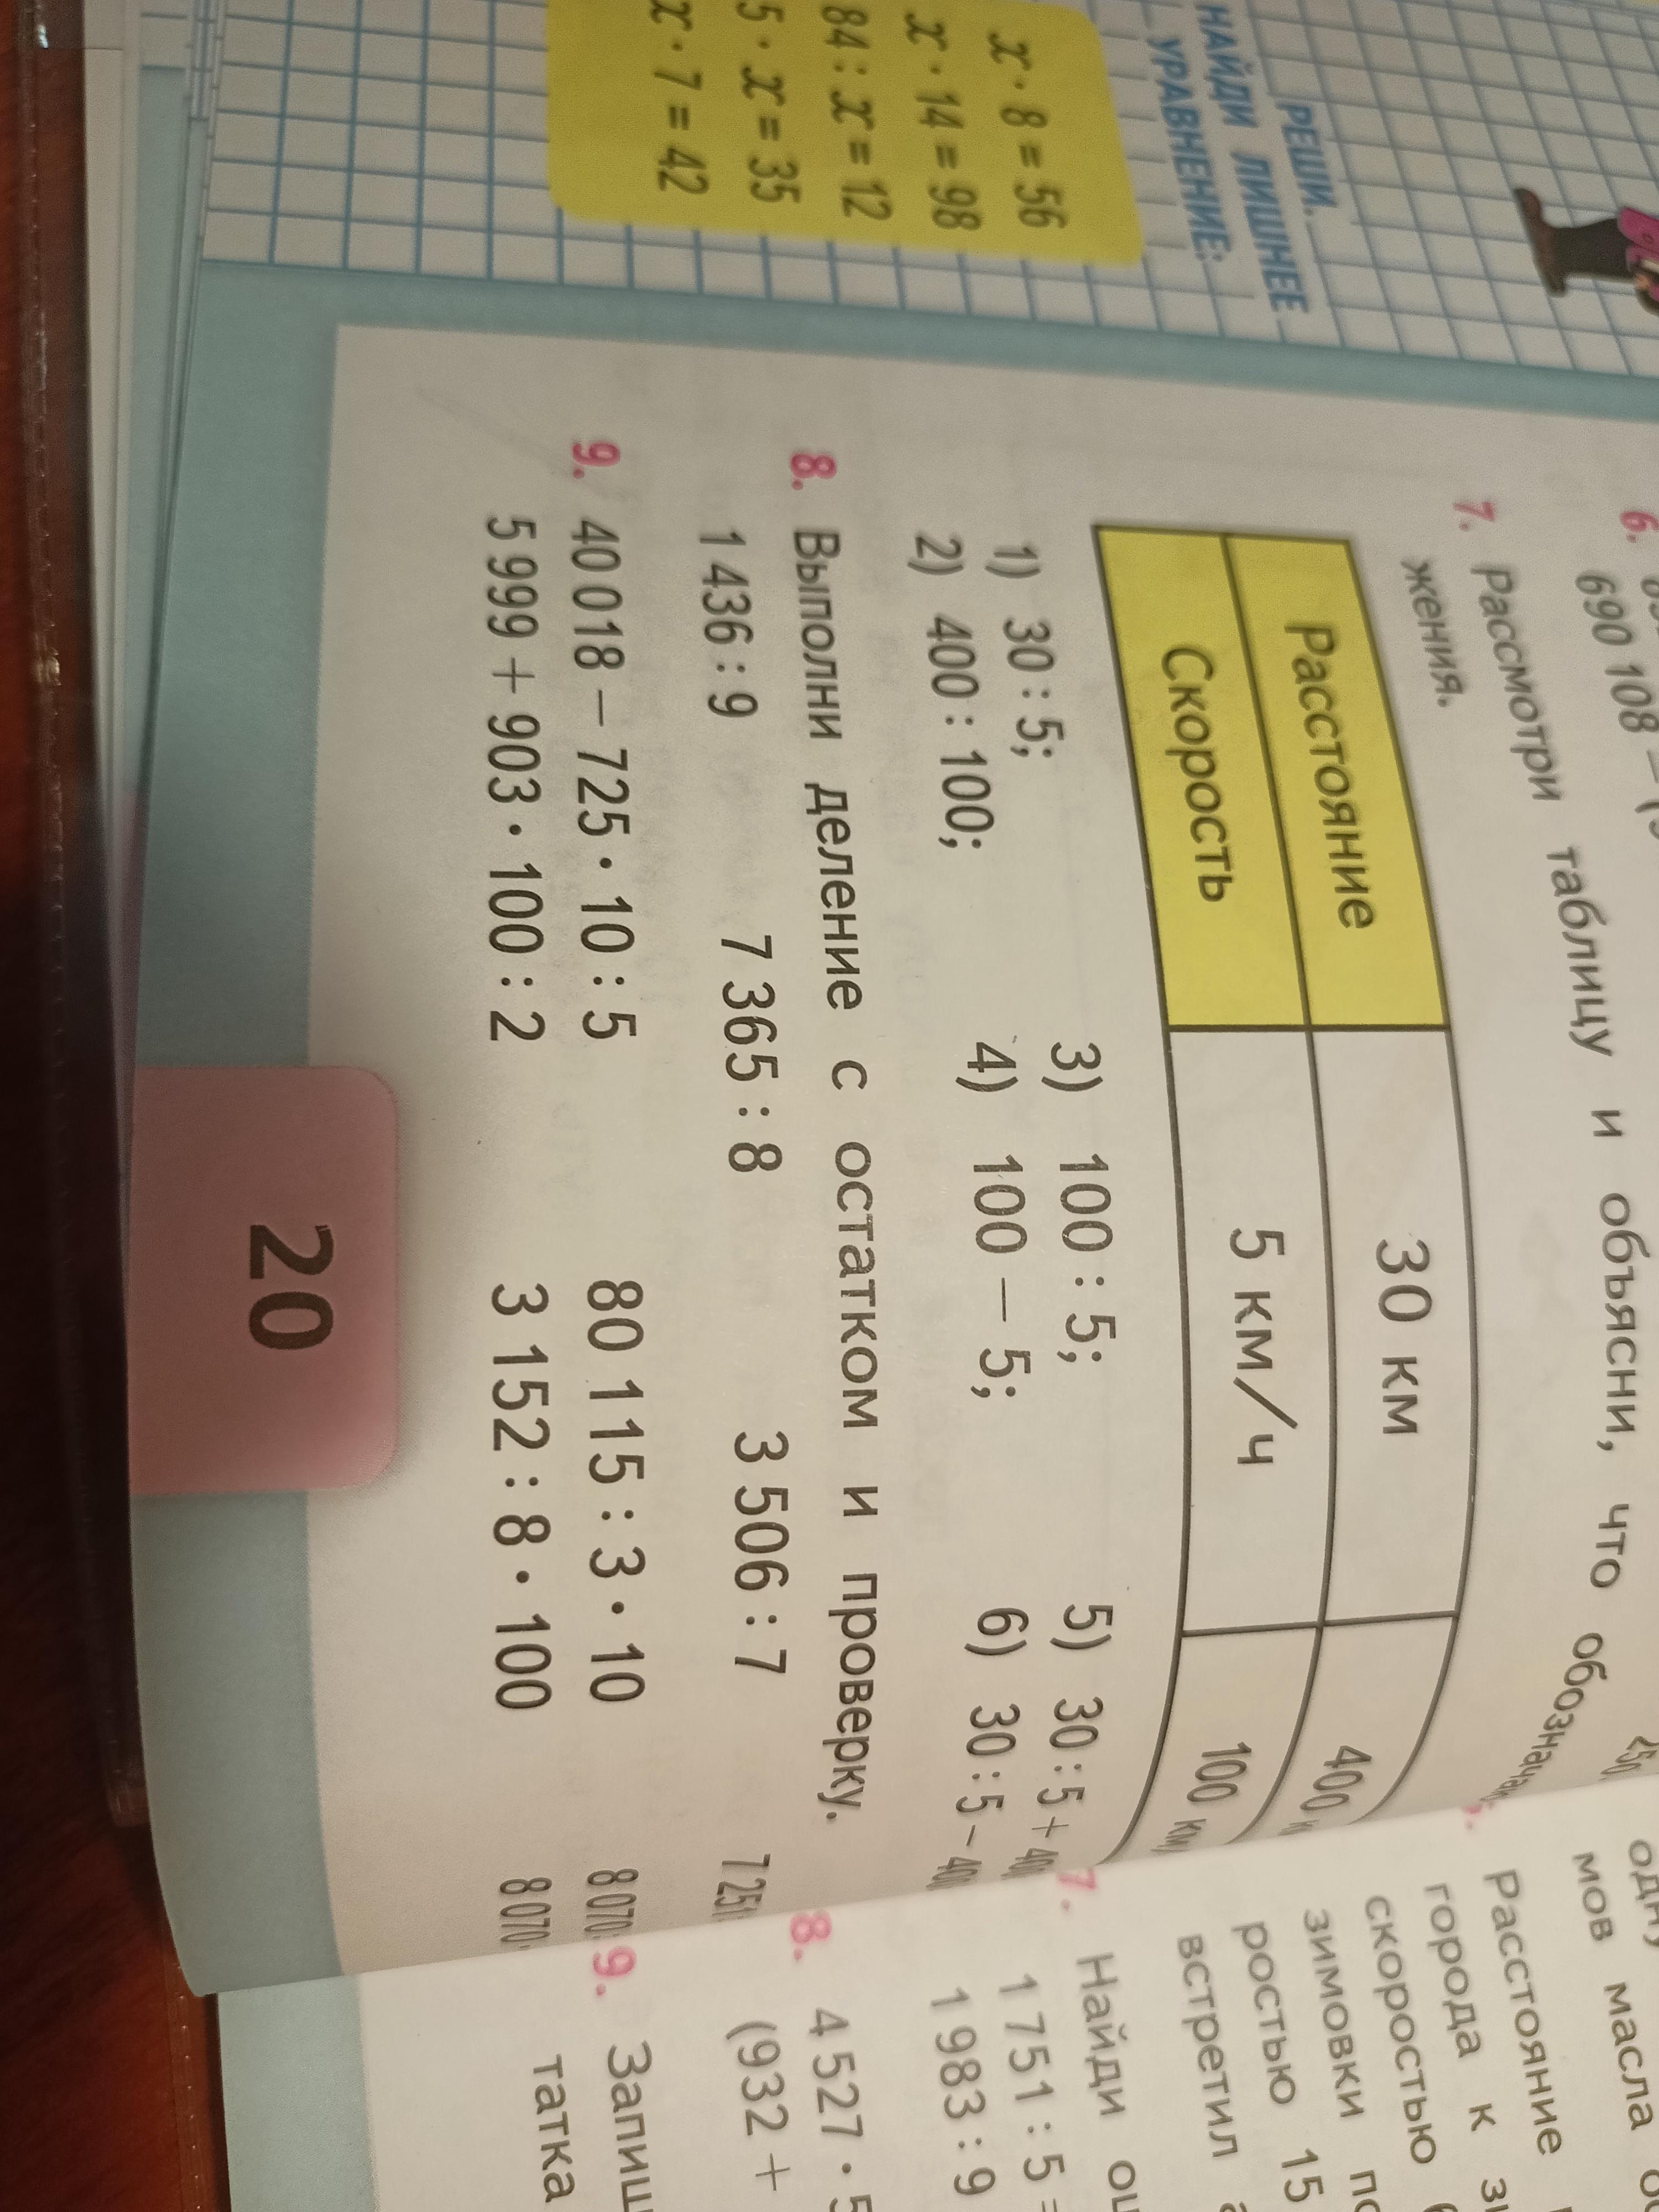 РЕШИ.
НАЙДИ ЛИШНЕЕ
УРАВНЕНИЕ:
x · 8 = 56
x · 14 = 98
84 : x = 12
5 · x = 35
x · 7 = 42
6.
690 108 –
7. Рассмотри таблицу и объясни, что
жения.
Расстояние 30 км 400
Скорость 5 км/ч 100
1) 30 : 5; 3) 100 : 5; 5) 30 : 5 +
2) 400 : 100; 4) 100 – 5; 6) 30 : 5 –
8. Выполни деление с остатком и проверку.
1 436 : 9 7 365 : 8 3 506 : 7
9. 40 018 – 725 · 10 : 5 80 115 : 3 · 10
5 999 + 903 · 100 : 2 3 152 : 8 · 100
20
мов масла
Расстояние
города к
скоростью
зимовки
ростью 15
встретил
7. Найди
1 751 : 5 =
1 983 : 9
8. 4 527 ·
(932 +
9.
татка